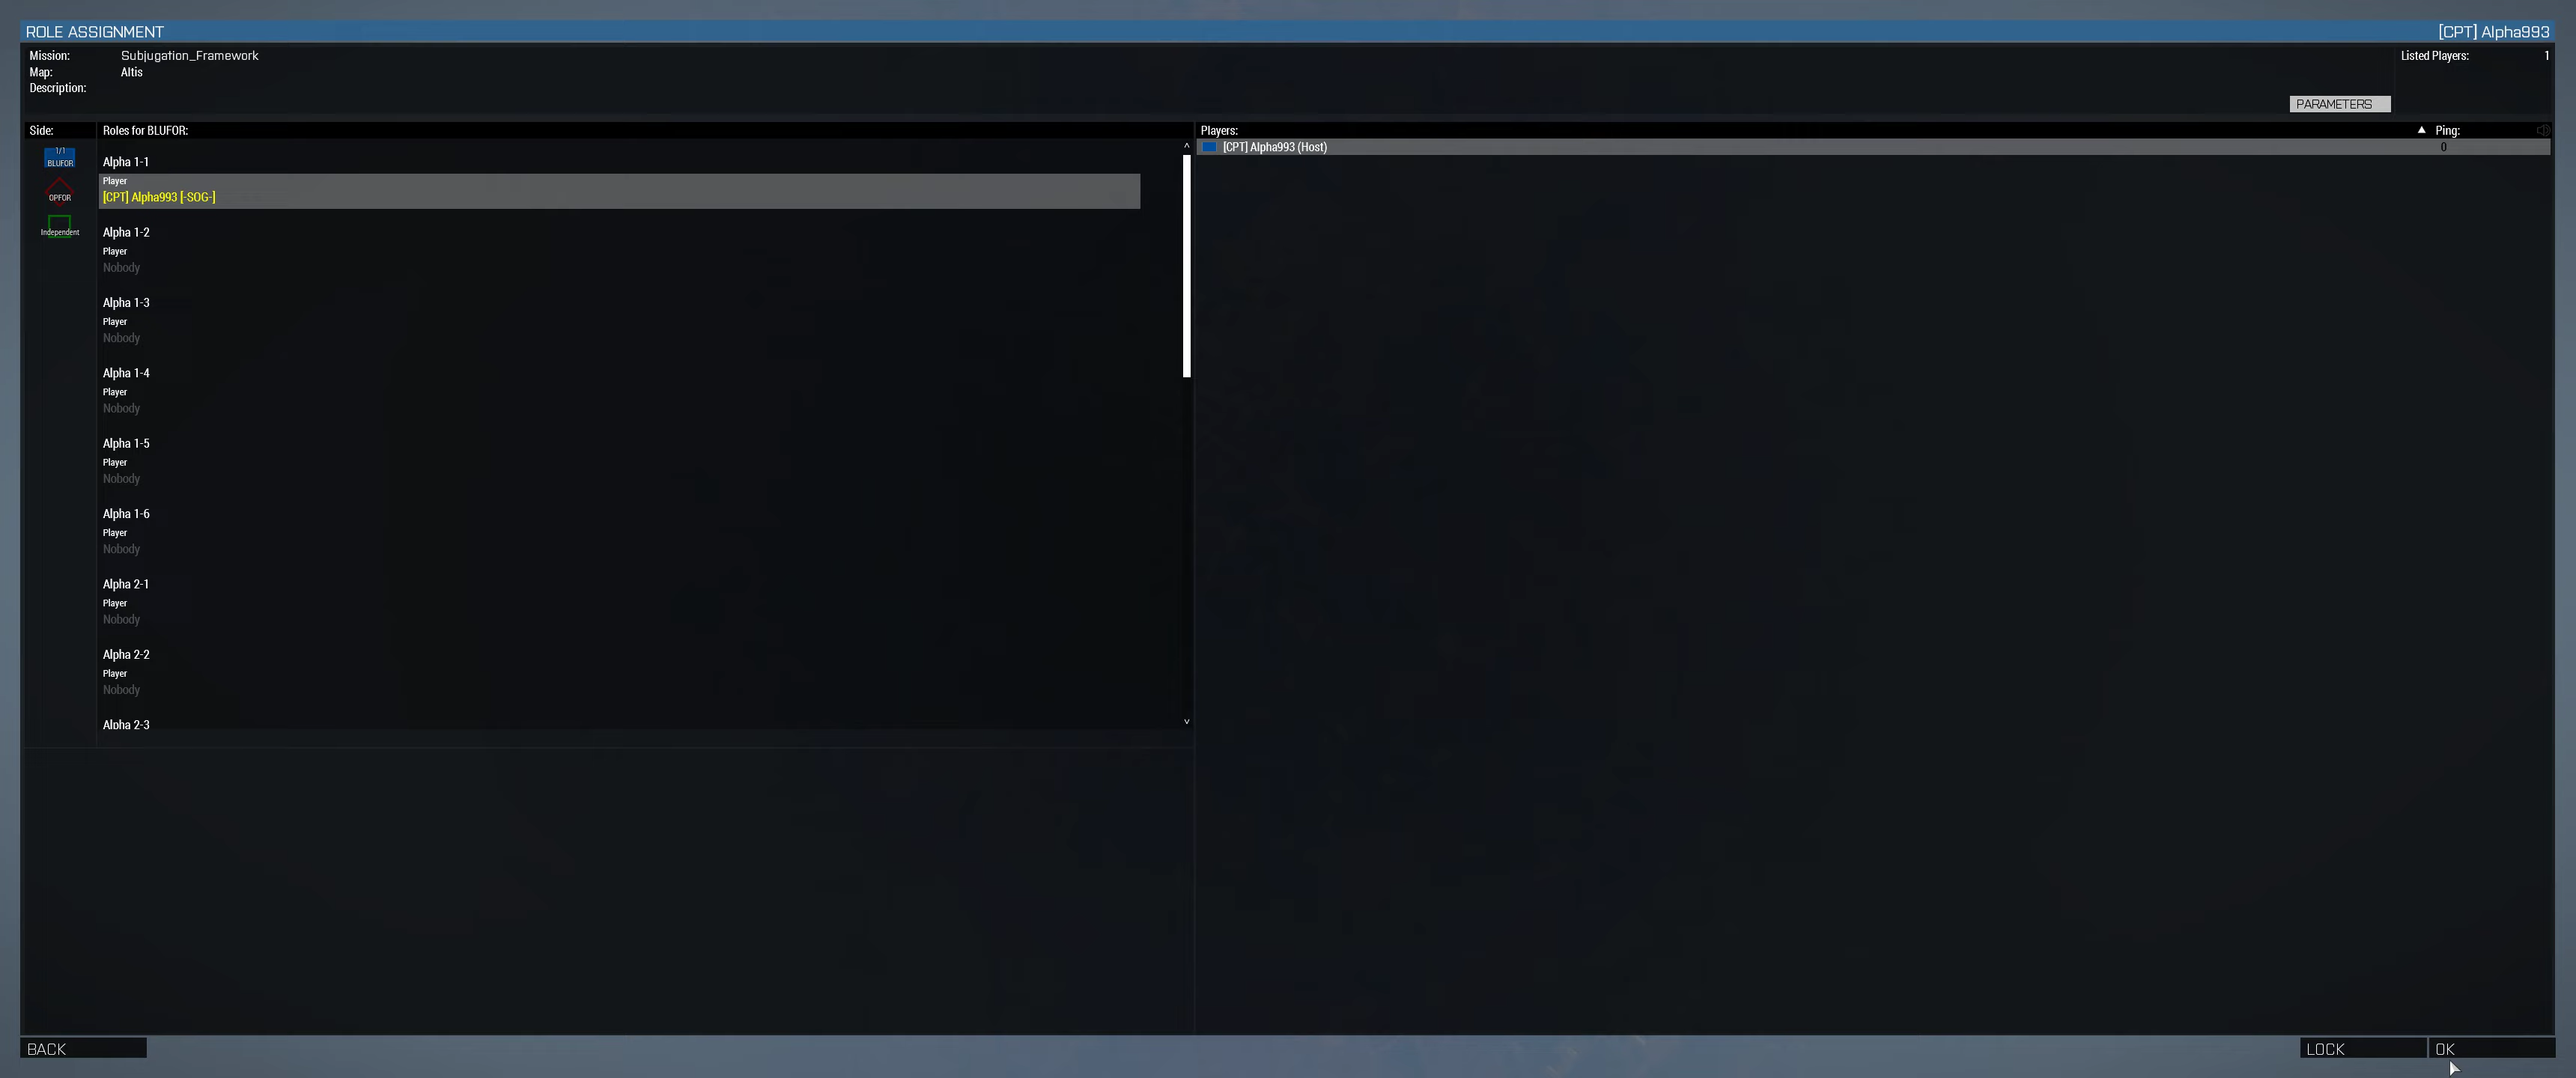 ROLE ASSIGNMENT
[CPT] Alpha993
Mission: Subjugation_Framework
Map: Altis
Description:
Listed Players: 1
PARAMETERS
Side:
1/1
BLUFOR
OPFOR
Independent
Roles for BLUFOR:
Alpha 1-1
Player
[CPT] Alpha993 [-SOG-]
Alpha 1-2
Player
Nobody
Alpha 1-3
Player
Nobody
Alpha 1-4
Player
Nobody
Alpha 1-5
Player
Nobody
Alpha 1-6
Player
Nobody
Alpha 2-1
Player
Nobody
Alpha 2-2
Player
Nobody
Alpha 2-3
Players: Ping:
[CPT] Alpha993 (Host) 0
BACK
LOCK
OK